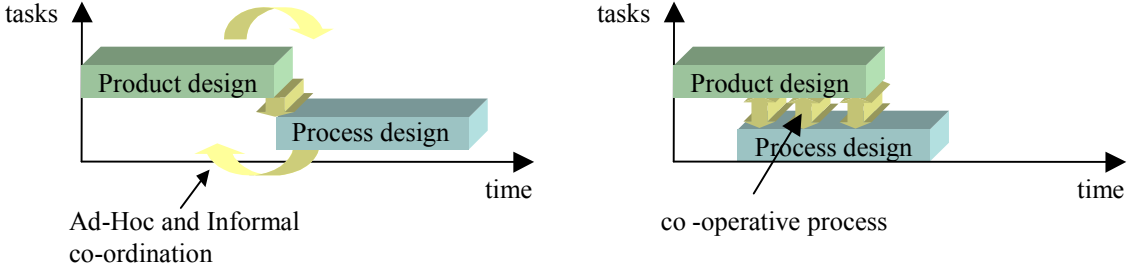 tasks
Product design
Process design
time
Ad-Hoc and Informal
co-ordination
tasks
Product design
Process design
time
co -operative process